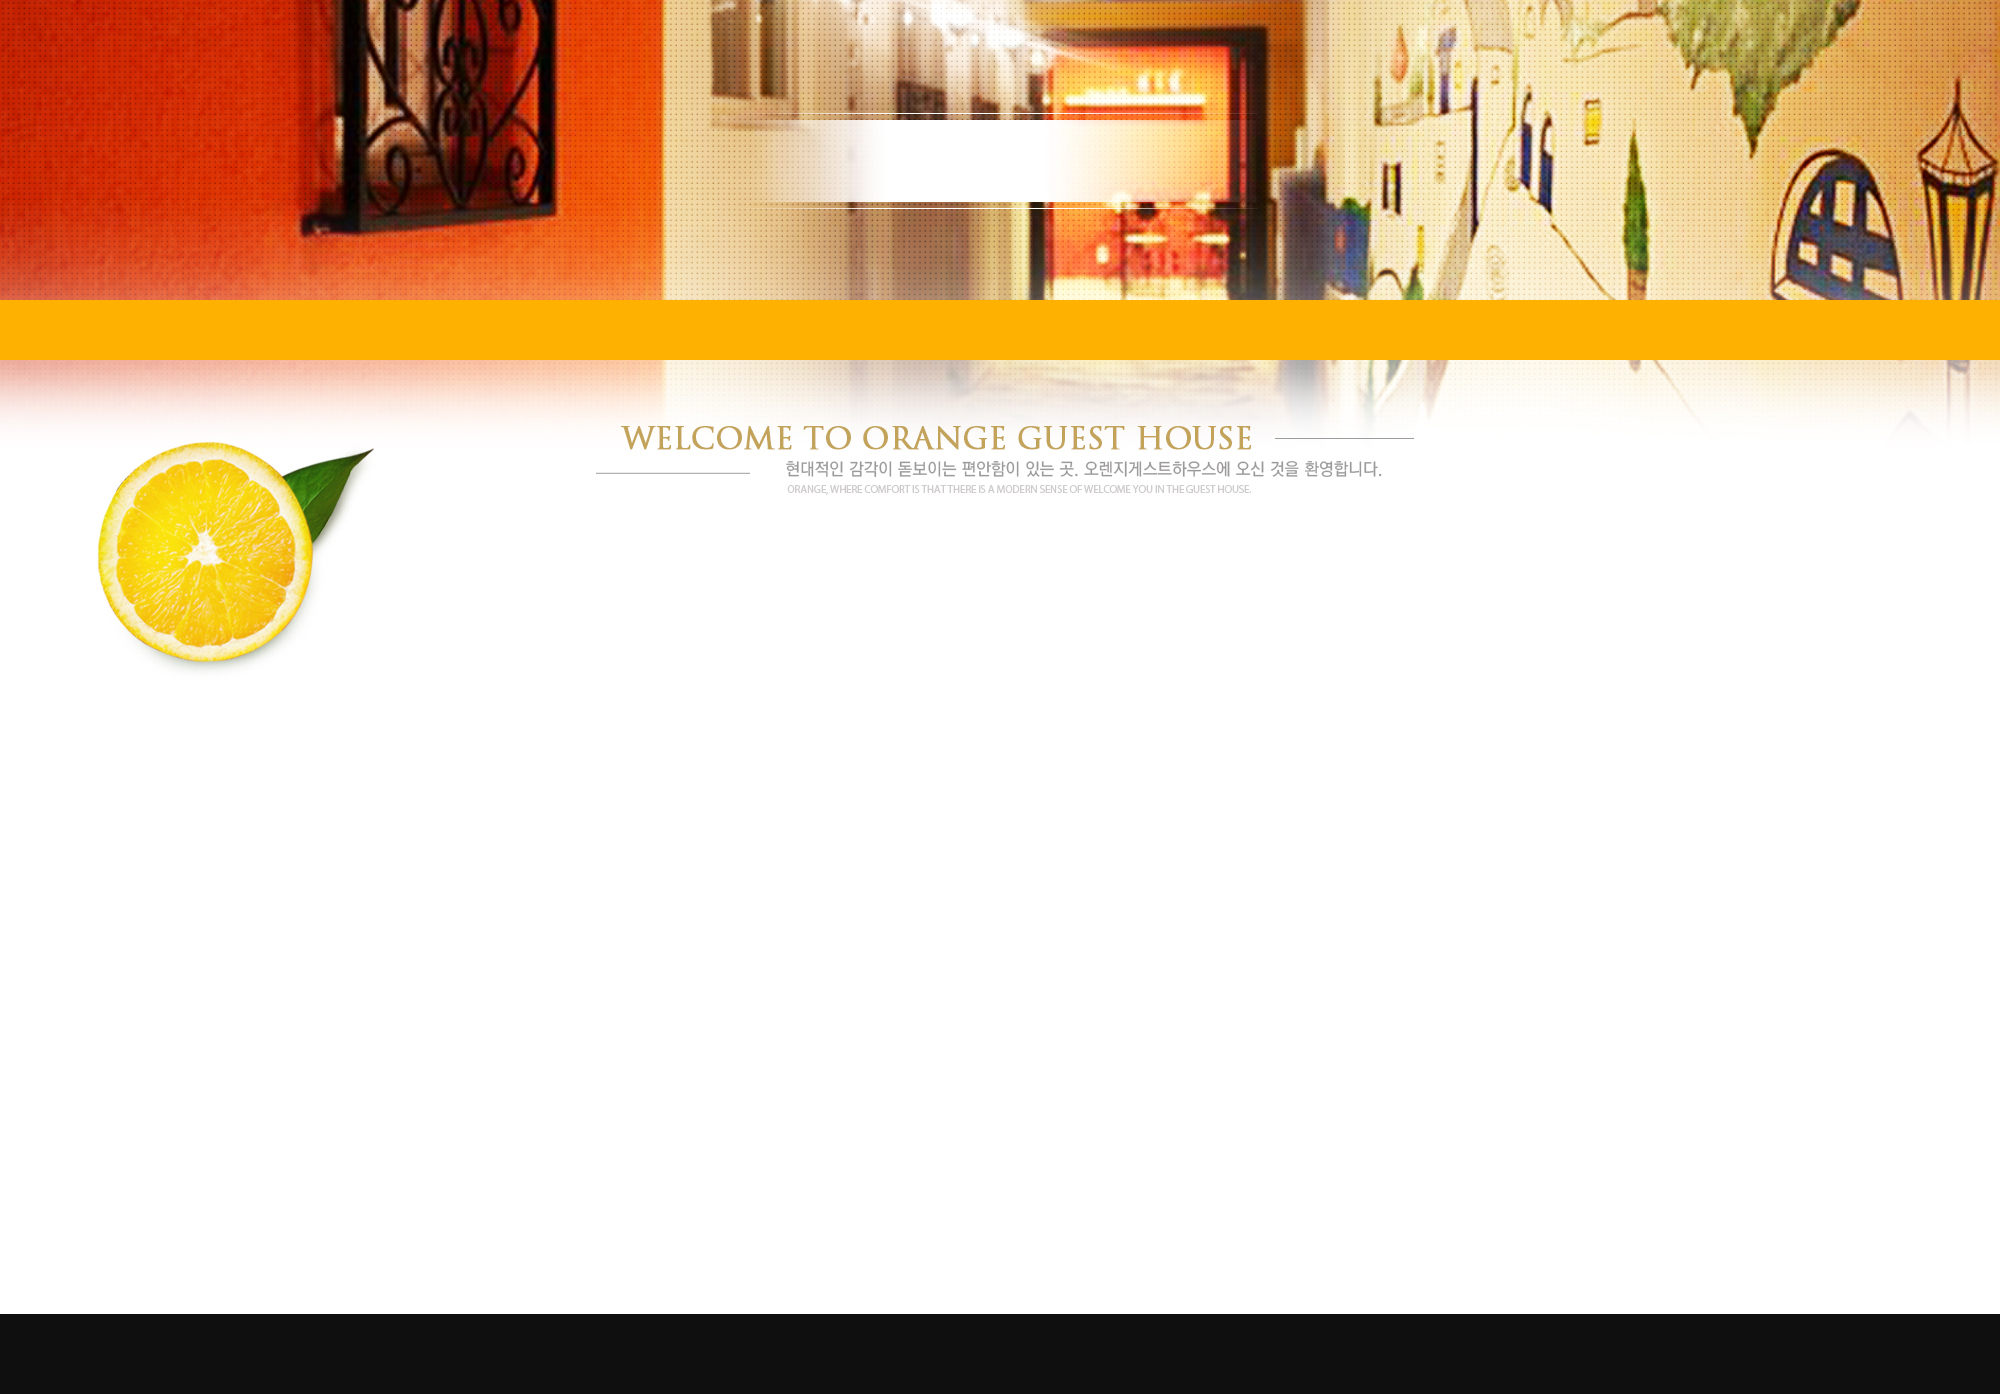 WELCOME TO ORANGE GUEST HOUSE
현대적인 감각이 돋보이는 편안함이 있는 곳. 오렌지게스트하우스에 오신 것을 환영합니다.
ORANGE, WHERE COMFORT IS THAT THERE IS A MODERN SENSE OF WELCOME YOU IN THE GUEST HOUSE.